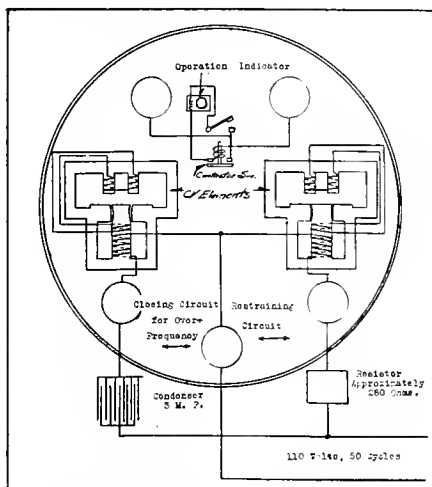 Operation Indicator
Contactor Sw.
CV Elements
Closing Circuit
for Over-
Frequency
Restraining
Circuit
Condenser
3 M. F.
Resistor
Approximately
280 Ohms.
110 Volts, 50 Cycles